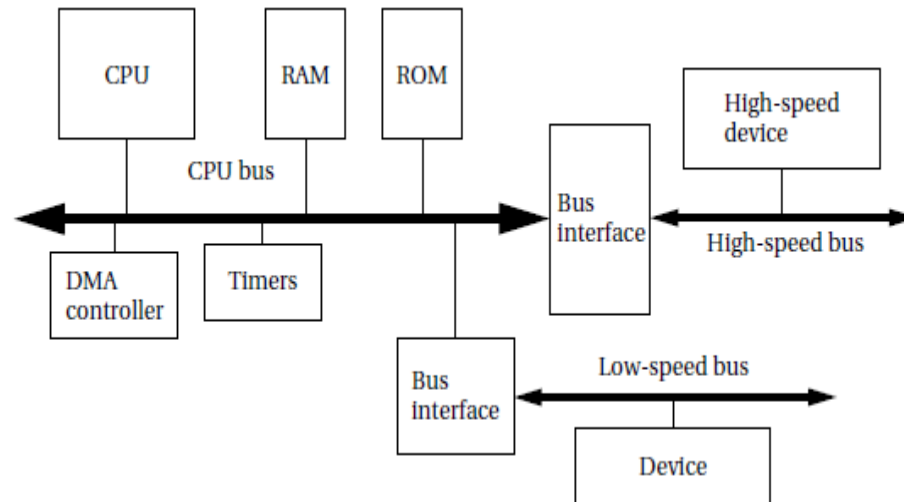 CPU
RAM
ROM
High-speed
device
CPU bus
Bus
interface
High-speed bus
DMA
controller
Timers
Bus
interface
Low-speed bus
Device